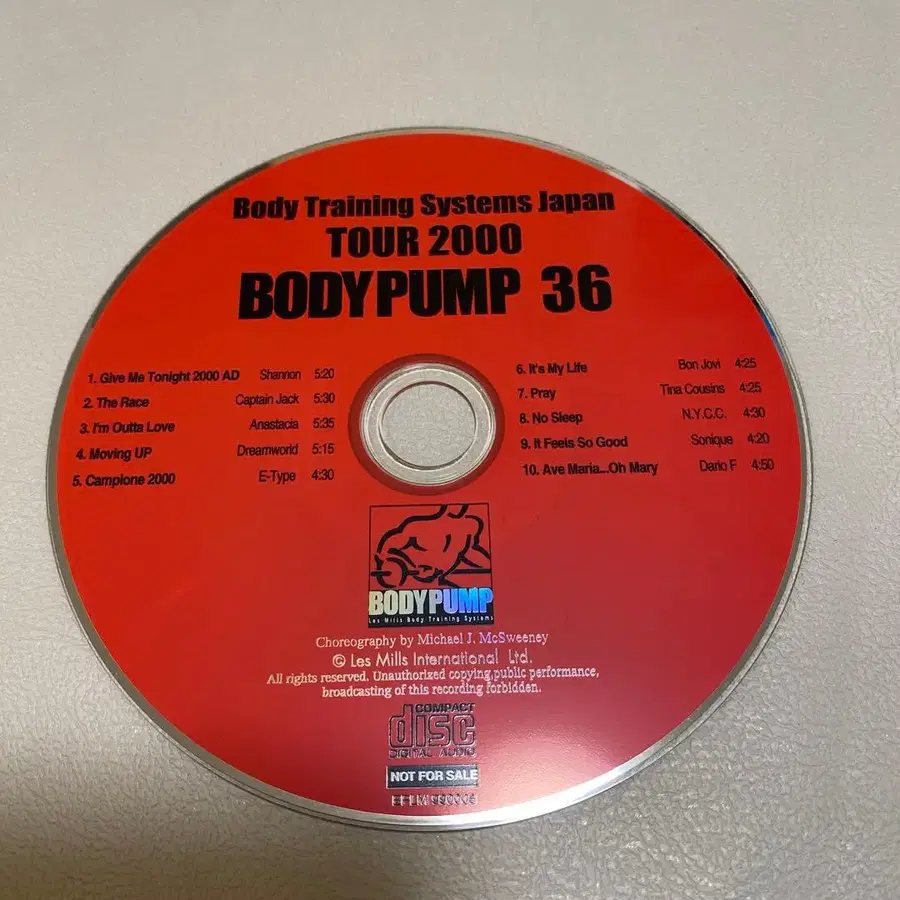 Body Training Systems Japan
TOUR 2000
BODYPUMP 36
1. Give Me Tonight 2000 AD Shannon 5:20
2. The Race Captain Jack 5:30
3. I'm Outta Love Anastacia 5:35
4. Moving UP Dreamworld 5:15
5. Campione 2000 E-Type 4:30
6. It's My Life Bon Jovi 4:25
7. Pray Tina Cousins 4:25
8. No Sleep N.Y.C.C. 4:30
9. It Feels So Good Sonique 4:20
10. Ave Maria...Oh Mary Dario F 4:50
BODYPUMP
Les Mills Body Training Systems
Choreography by Michael J. McSweeney
© Les Mills International Ltd.
All rights reserved. Unauthorized copying,public performance,
broadcasting of this recording forbidden.
COMPACT
disc
DIGITAL AUDIO
NOT FOR SALE